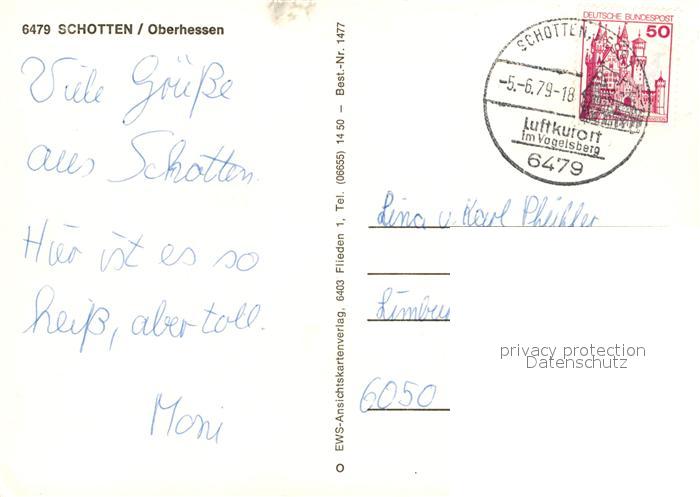 6479 SCHOTTEN / Oberhessen
Viele Grüße
aus Schotten.
Hier ist es so
heiß, aber toll.
Moni
EWS-Ansichtskartenverlag, 6403 Flieden 1, Tel. (06655) 14 50 – Best.-Nr. 1477
DEUTSCHE BUNDESPOST
50
SCHOTTEN
-5.-6.79-18
Luftkurort
im Vogelsberg
6479
Lina u. Karl
6050
privacy protection
Datenschutz